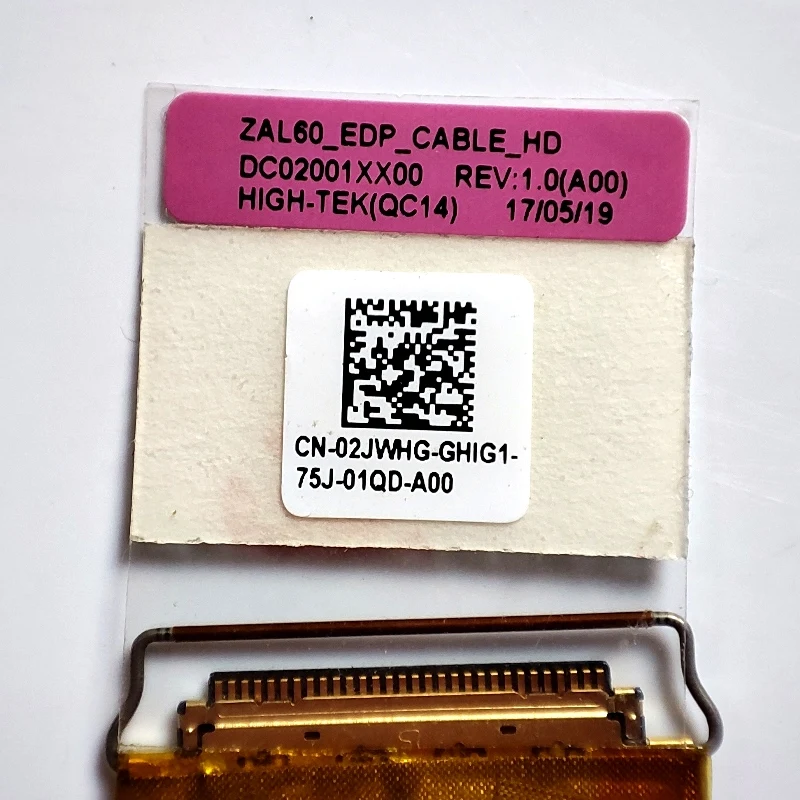 ZAL60_EDP_CABLE_HD
DC02001XX00 REV:1.0(A00)
HIGH-TEK(QC14) 17/05/19
CN-02JWHG-GHIG1-
75J-01QD-A00